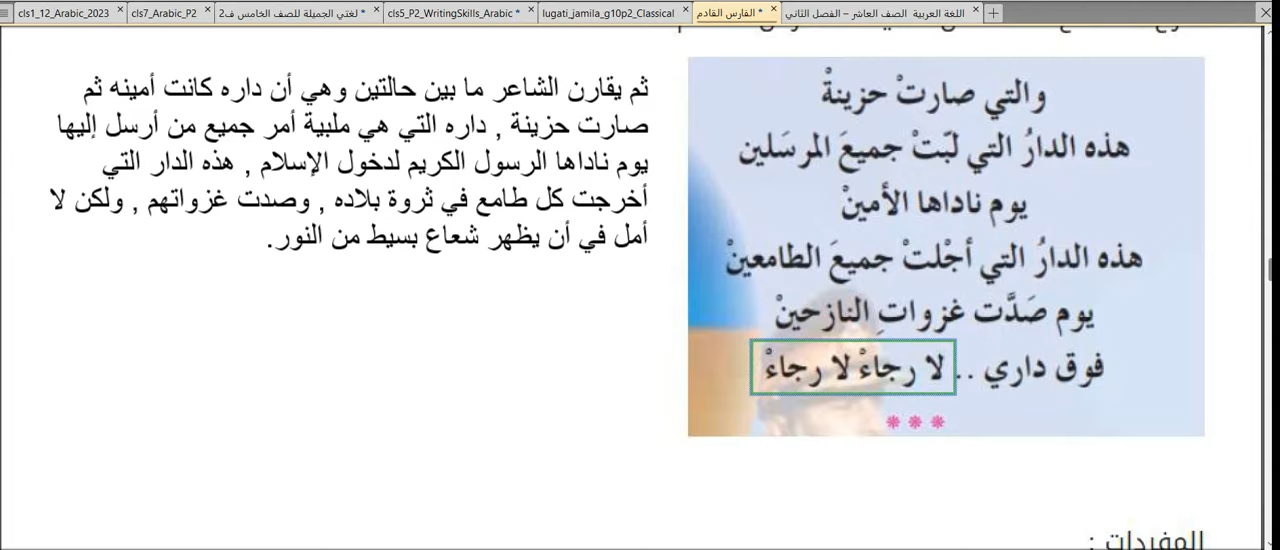 cls1_12_Arabic_2023
cls7_Arabic_P2
* لغتي الجميلة للصف الخامس ف2
cls5_P2_WritingSkills_Arabic *
lugati_jamila_g10p2_Classical
* الفارس القادم
اللغة العربية الصف العاشر – الفصل الثاني
والتي صارتْ حزينةْ
هذه الدارُ التي لبّتْ جميعَ المرسَلين
يوم ناداها الأمينْ
هذه الدارُ التي أجْلتْ جميعَ الطامعينْ
يوم صَدَّت غزواتِ النازحينْ
فوق داري .. لا رجاءْ لا رجاءْ
ثم يقارن الشاعر ما بين حالتين وهي أن داره كانت أمينه ثم
صارت حزينة , داره التي هي ملبية أمر جميع من أرسل إليها
يوم ناداها الرسول الكريم لدخول الإسلام , هذه الدار التي
أخرجت كل طامع في ثروة بلاده , وصدت غزواتهم , ولكن لا
أمل في أن يظهر شعاع بسيط من النور.
المفردات :